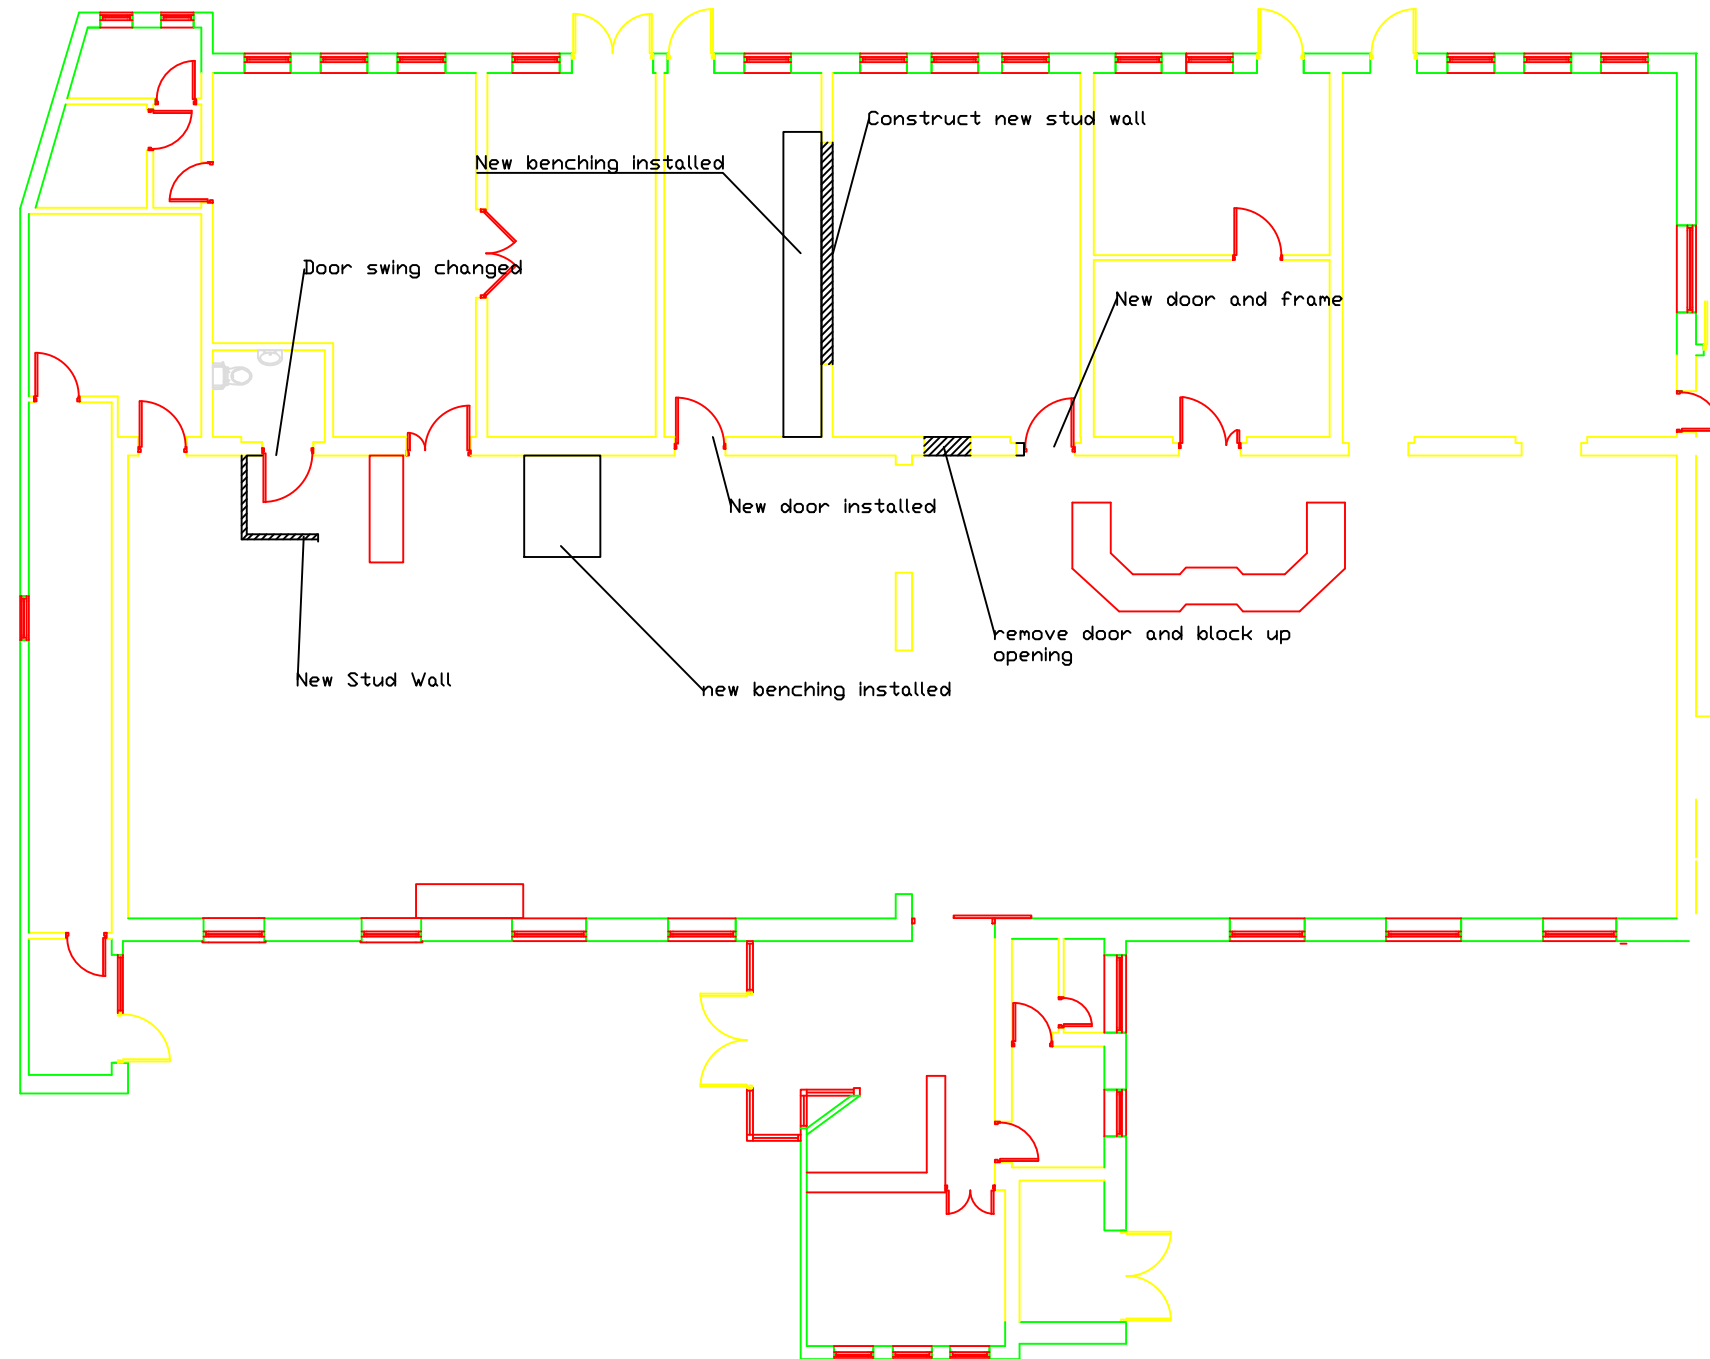 Construct new stud wall
New benching installed
Door swing changed
New door and frame
New door installed
remove door and block up
opening
New Stud Wall
new benching installed